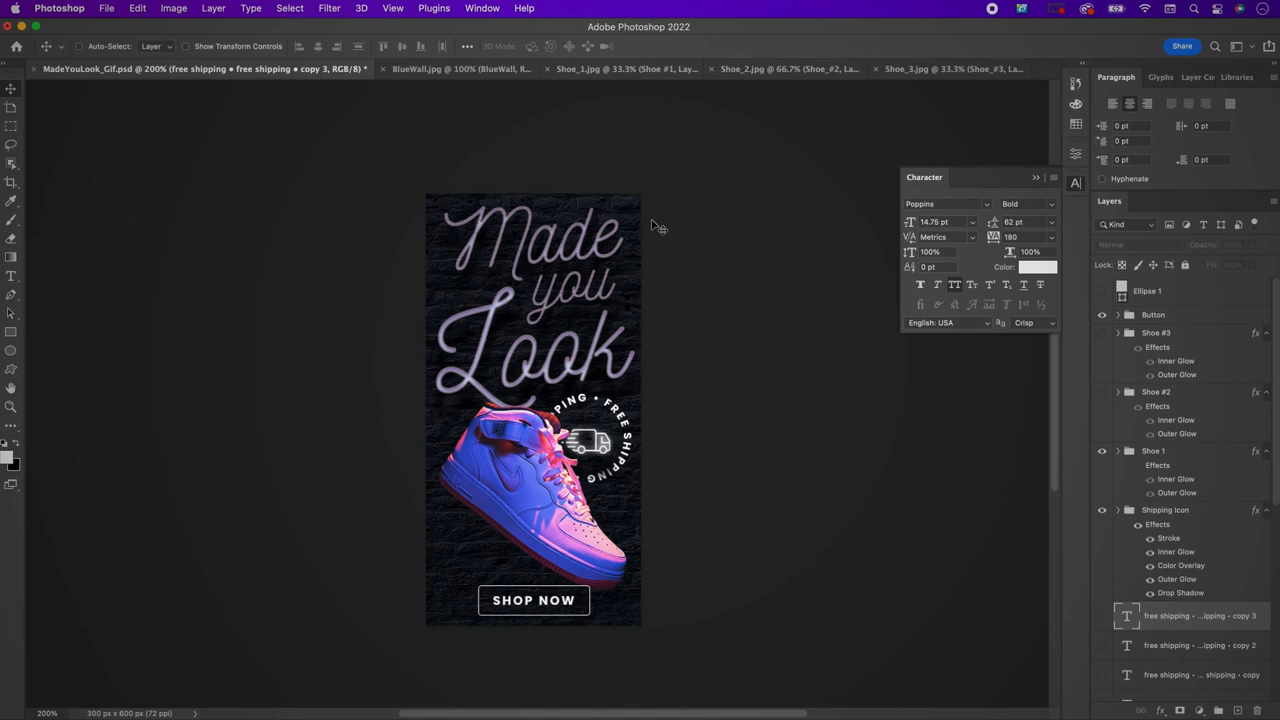 Photoshop File Edit Image Layer Type Select Filter 3D View Plugins Window Help
Adobe Photoshop 2022
Auto-Select: Layer Show Transform Controls 3D Mode: Share
MadeYouLook_Gif.psd @ 200% (free shipping • free shipping • copy 3, RGB/8) * BlueWall.jpg @ 100% (BlueWall, R... Shoe_1.jpg @ 33.3% (Shoe #1, Lay... Shoe_2.jpg @ 66.7% (Shoe_#2, La... Shoe_3.jpg @ 33.3% (Shoe_#3, La...
Paragraph Glyphs Layer Co Libraries
0 pt 0 pt
0 pt
0 pt 0 pt
Hyphenate
Character
Poppins Bold
14.75 pt 62 pt
Metrics 180
100% 100%
0 pt Color:
English: USA Crisp
Layers
Kind
Normal Opacity: 100%
Lock: Fill: 100%
Ellipse 1
Button
Shoe #3
Effects
Inner Glow
Outer Glow
Shoe #2
Effects
Inner Glow
Outer Glow
Shoe 1
Effects
Inner Glow
Outer Glow
Shipping Icon
Effects
Stroke
Inner Glow
Color Overlay
Outer Glow
Drop Shadow
free shipping • ...ipping • copy 3
free shipping • ...ipping • copy 2
free shipping • ... shipping • copy
Made
you
Look
PING • FREE SHIPPING •
SHOP NOW
200% 300 px x 600 px (72 ppi)